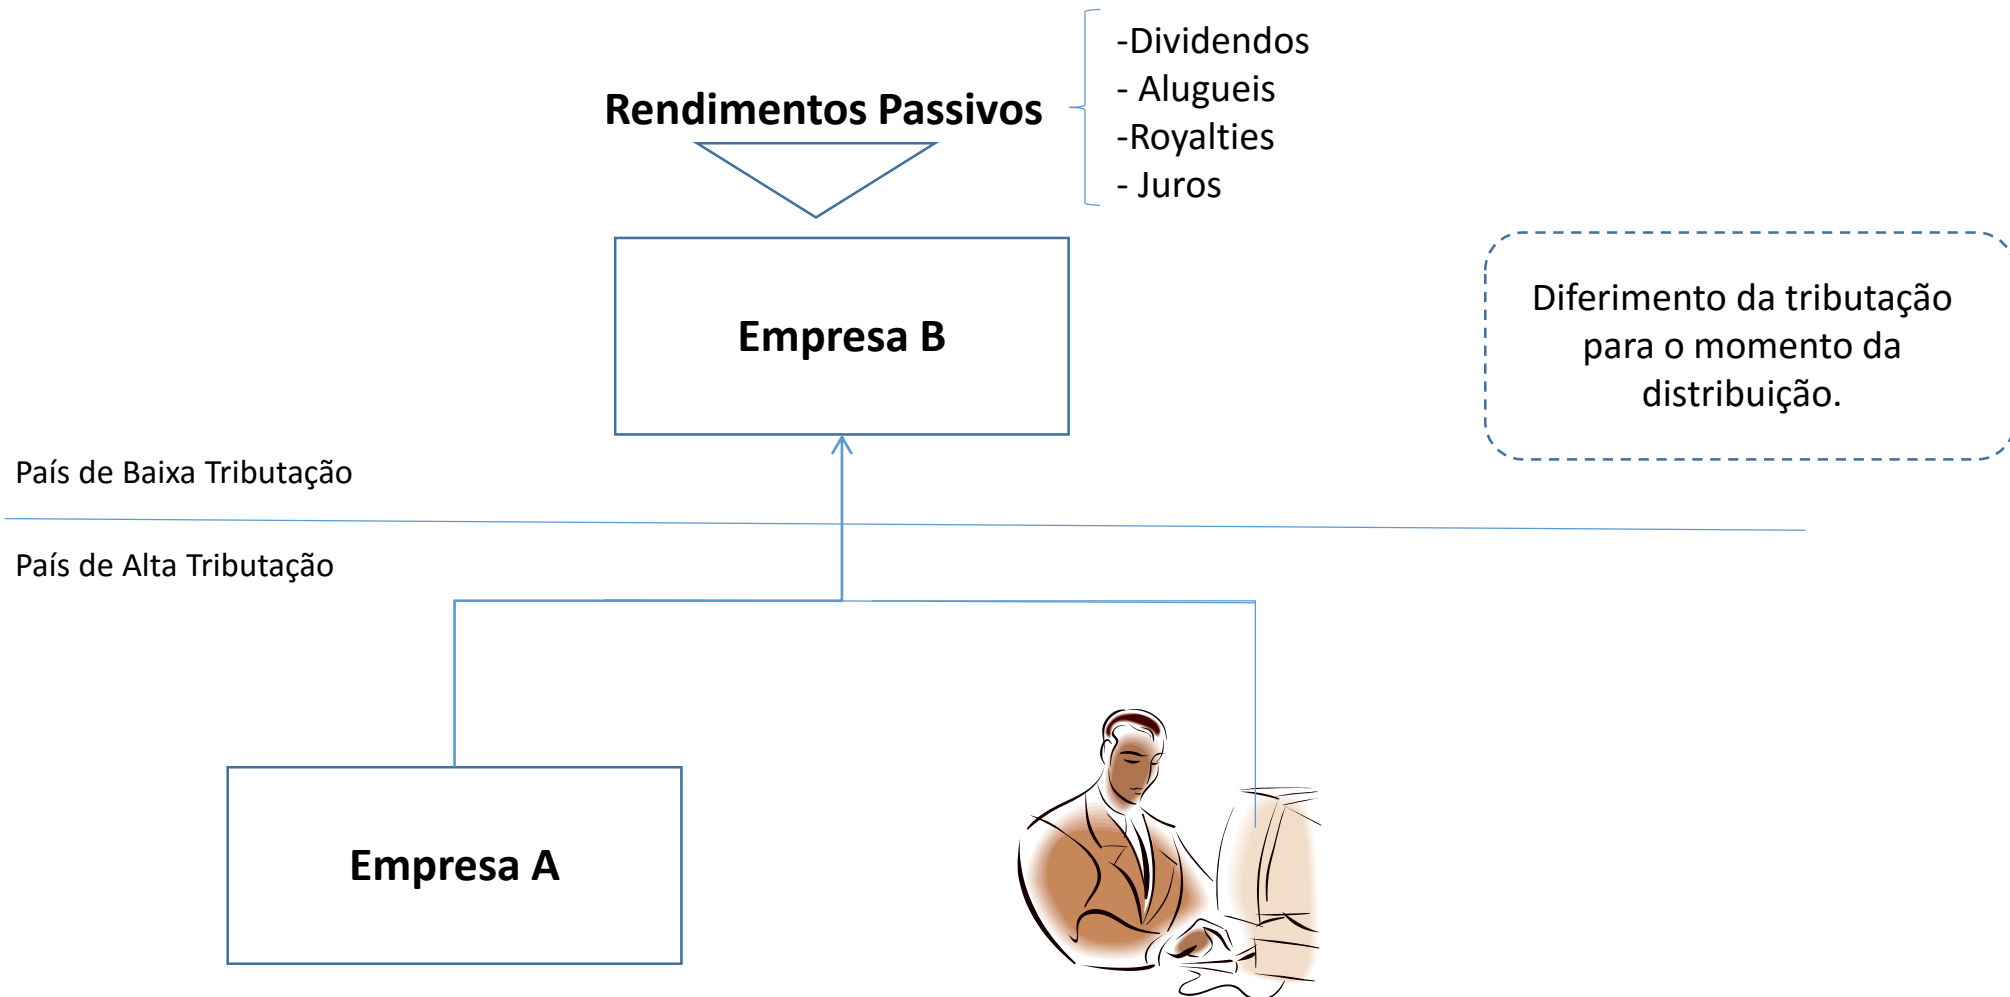 -Dividendos
- Alugueis
-Royalties
- Juros
Rendimentos Passivos
Empresa B
Diferimento da tributação
para o momento da
distribuição.
País de Baixa Tributação
País de Alta Tributação
Empresa A